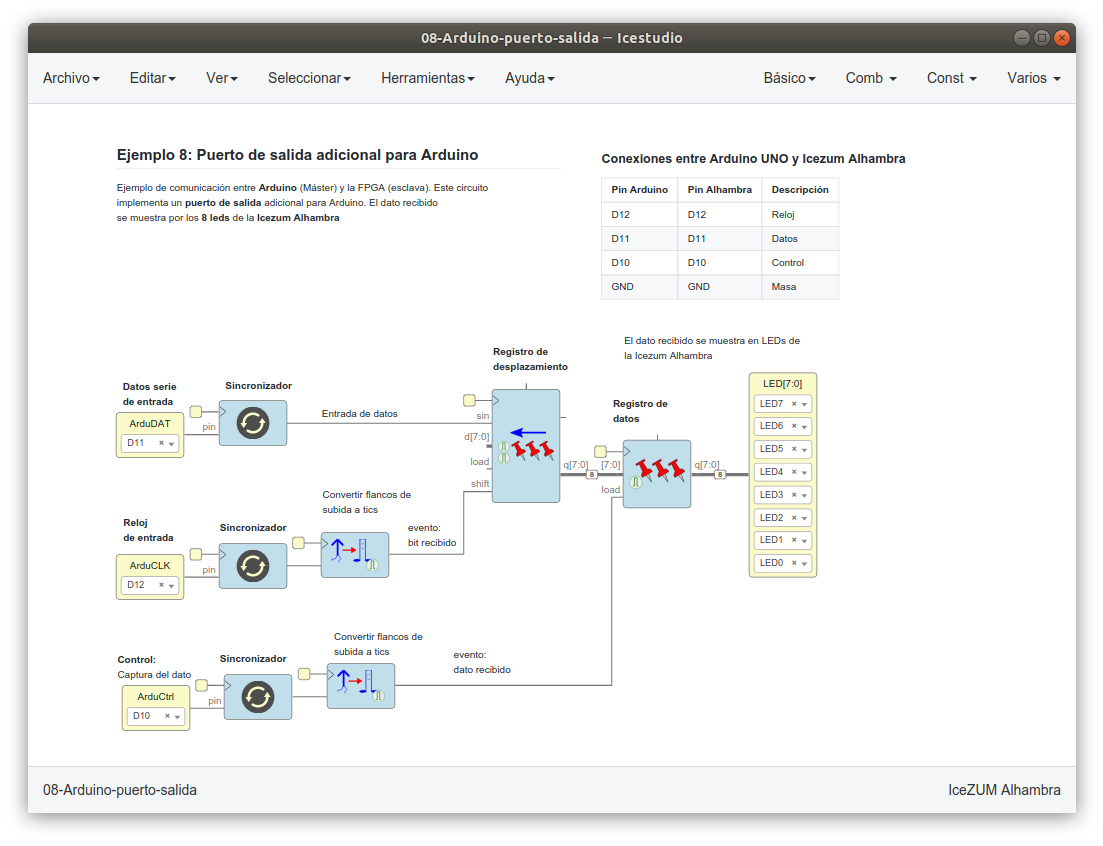 08-Arduino-puerto-salida — Icestudio
Archivo Editar Ver Seleccionar Herramientas Ayuda Básico Comb Const Varios
Ejemplo 8: Puerto de salida adicional para Arduino
Ejemplo de comunicación entre Arduino (Máster) y la FPGA (esclava). Este circuito
implementa un puerto de salida adicional para Arduino. El dato recibido
se muestra por los 8 leds de la Icezum Alhambra
Conexiones entre Arduino UNO y Icezum Alhambra
Pin Arduino Pin Alhambra Descripción
D12 D12 Reloj
D11 D11 Datos
D10 D10 Control
GND GND Masa
El dato recibido se muestra en LEDs de
la Icezum Alhambra
Registro de
desplazamiento
Datos serie
de entrada
ArduDAT
D11
pin
Sincronizador
Entrada de datos
sin
d[7:0]
load
shift
q[7:0]
8
Registro de
datos
[7:0]
load
q[7:0]
8
LED[7:0]
LED7
LED6
LED5
LED4
LED3
LED2
LED1
LED0
Reloj
de entrada
ArduCLK
D12
pin
Sincronizador
Convertir flancos de
subida a tics
evento:
bit recibido
Control:
Captura del dato
ArduCtrl
D10
pin
Sincronizador
Convertir flancos de
subida a tics
evento:
dato recibido
08-Arduino-puerto-salida IceZUM Alhambra